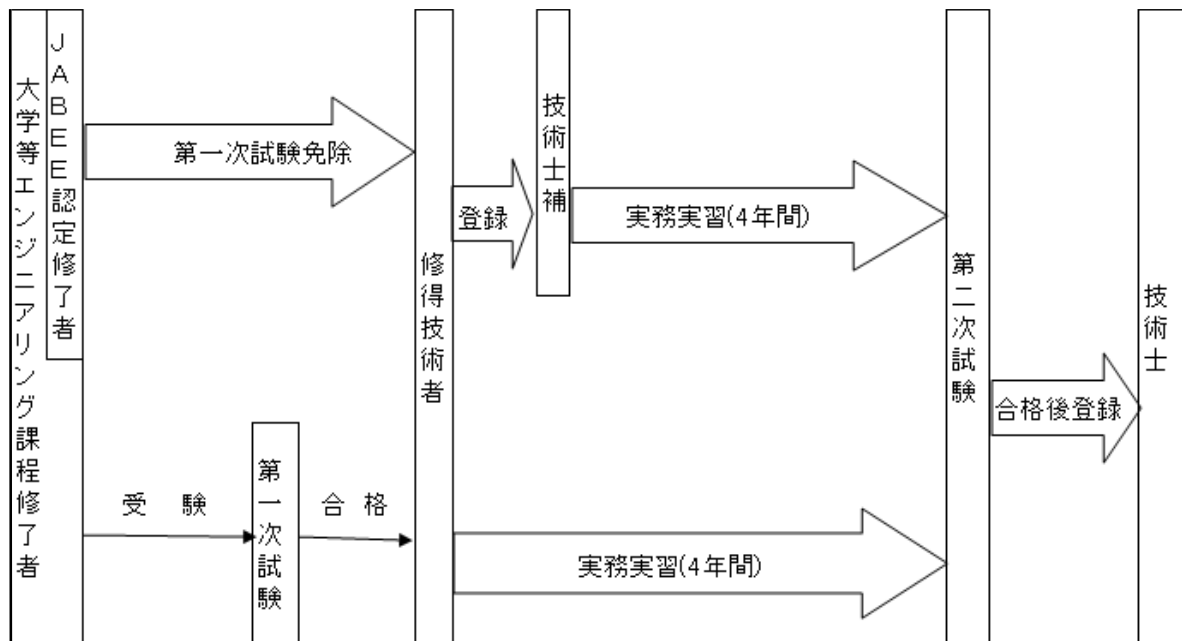 大学等エンジニアリング課程修了者
JABEE認定修了者
第一次試験免除
受験
第一次試験
合格
修得技術者
登録
技術士補
実務実習(4年間)
実務実習(4年間)
第二次試験
合格後登録
技術士